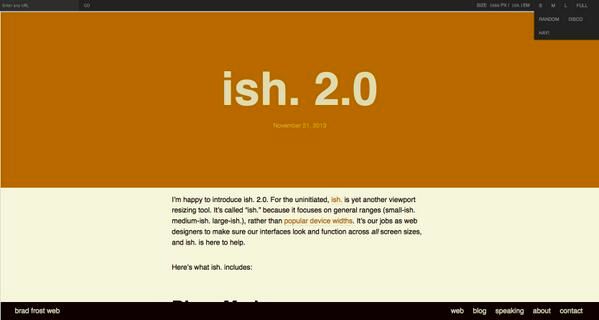 Enter any URL GO SIZE PX / EM S M L FULL
RANDOM DISCO
HAY!
ish. 2.0
November 21, 2013
I'm happy to introduce ish. 2.0. For the uninitiated, ish. is yet another viewport
resizing tool. It's called "ish." because it focuses on general ranges (small-ish.
medium-ish. large-ish.), rather than popular device widths. It's our jobs as web
designers to make sure our interfaces look and function across all screen sizes,
and ish. is here to help.
Here's what ish. includes:
brad frost web web blog speaking about contact